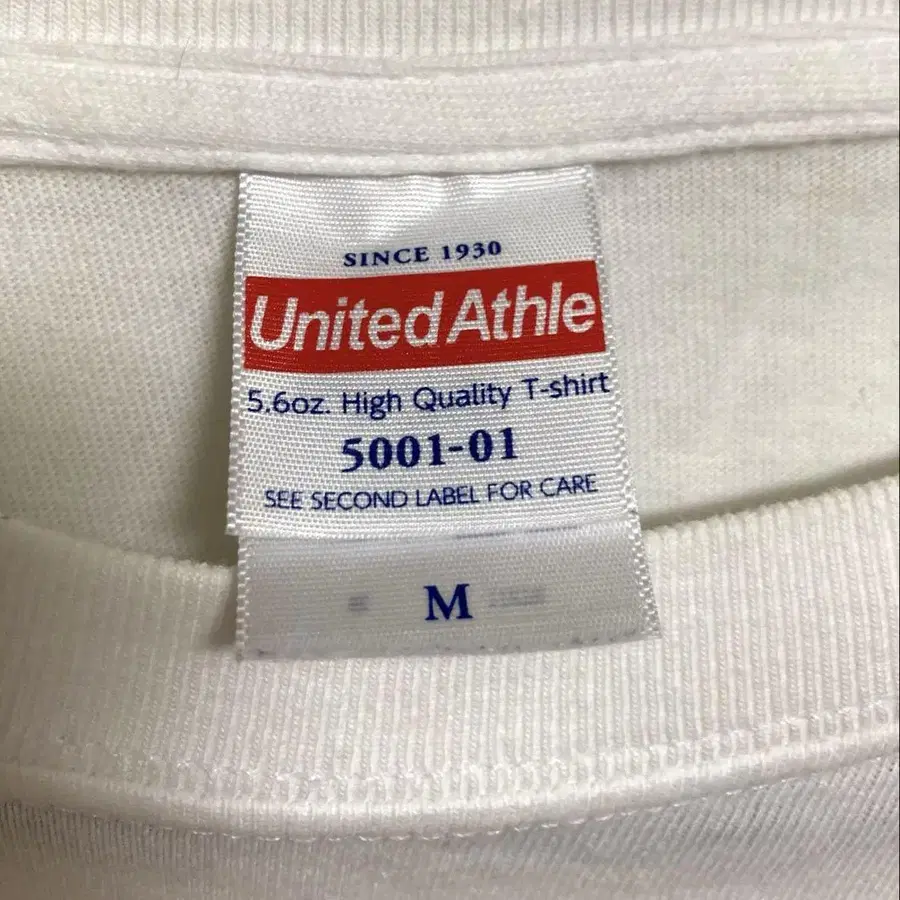 SINCE 1930
United Athle
5.6oz. High Quality T-shirt
5001-01
SEE SECOND LABEL FOR CARE
M